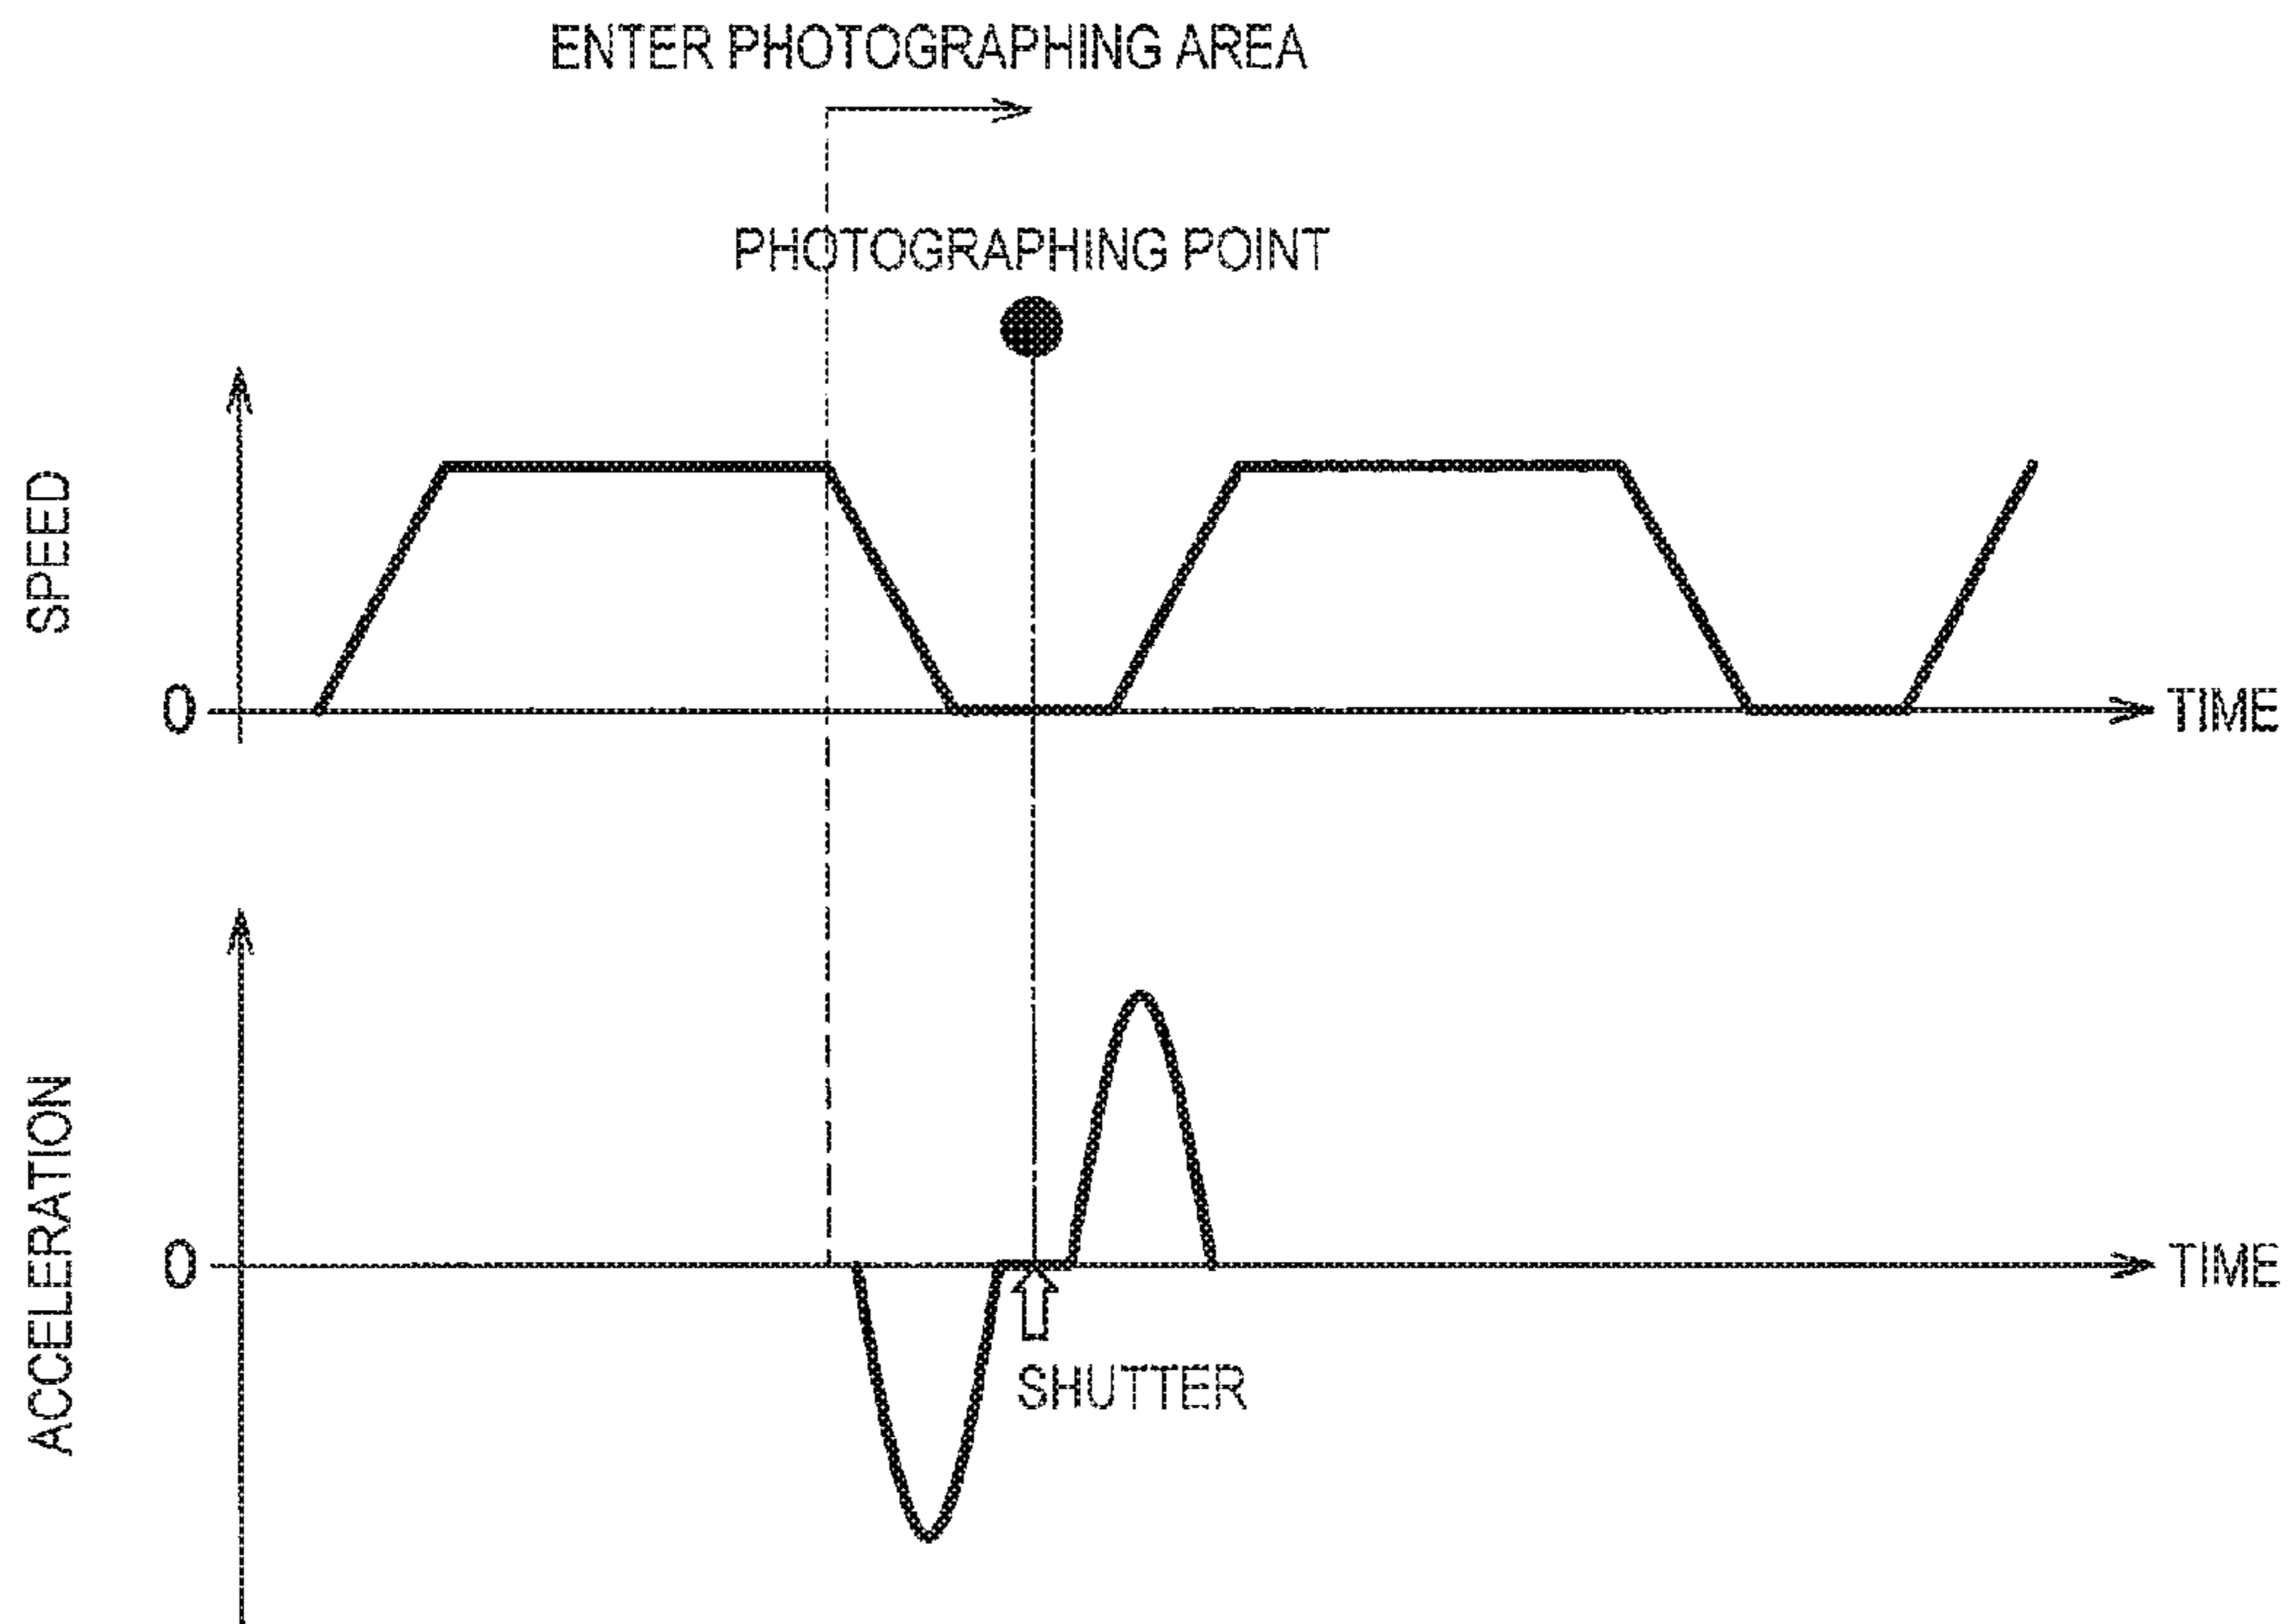 ENTER PHOTOGRAPHING AREA
PHOTOGRAPHING POINT
SPEED
0
TIME
ACCELERATION
0
TIME
SHUTTER